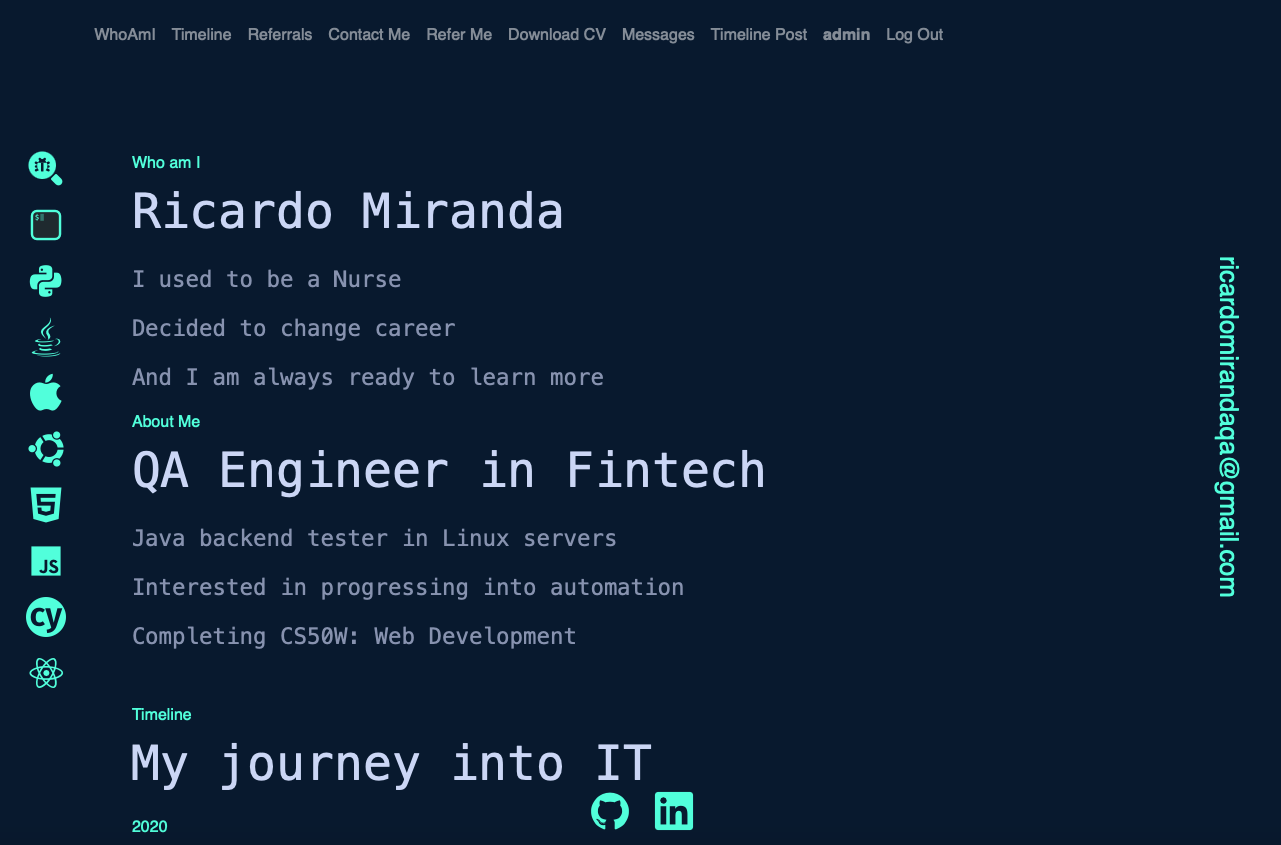 WhoAmI Timeline Referrals Contact Me Refer Me Download CV Messages Timeline Post admin Log Out
Who am I
Ricardo Miranda
I used to be a Nurse
Decided to change career
And I am always ready to learn more
About Me
QA Engineer in Fintech
Java backend tester in Linux servers
Interested in progressing into automation
Completing CS50W: Web Development
Timeline
My journey into IT
2020
ricardomirandaqa@gmail.com
$
5
JS
cy
in